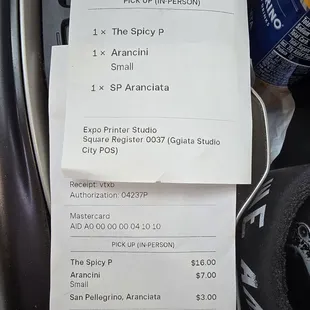 PICK UP (IN-PERSON)
1 × The Spicy P
1 × Arancini
Small
1 × SP Aranciata
Expo Printer Studio
Square Register 0037 (Ggiata Studio
City POS)
Receipt: vtxb
Authorization: 04237P
Mastercard
AID A0 00 00 00 04 10 10
PICK UP (IN-PERSON)
The Spicy P $16.00
Arancini $7.00
Small
San Pellegrino, Aranciata $3.00